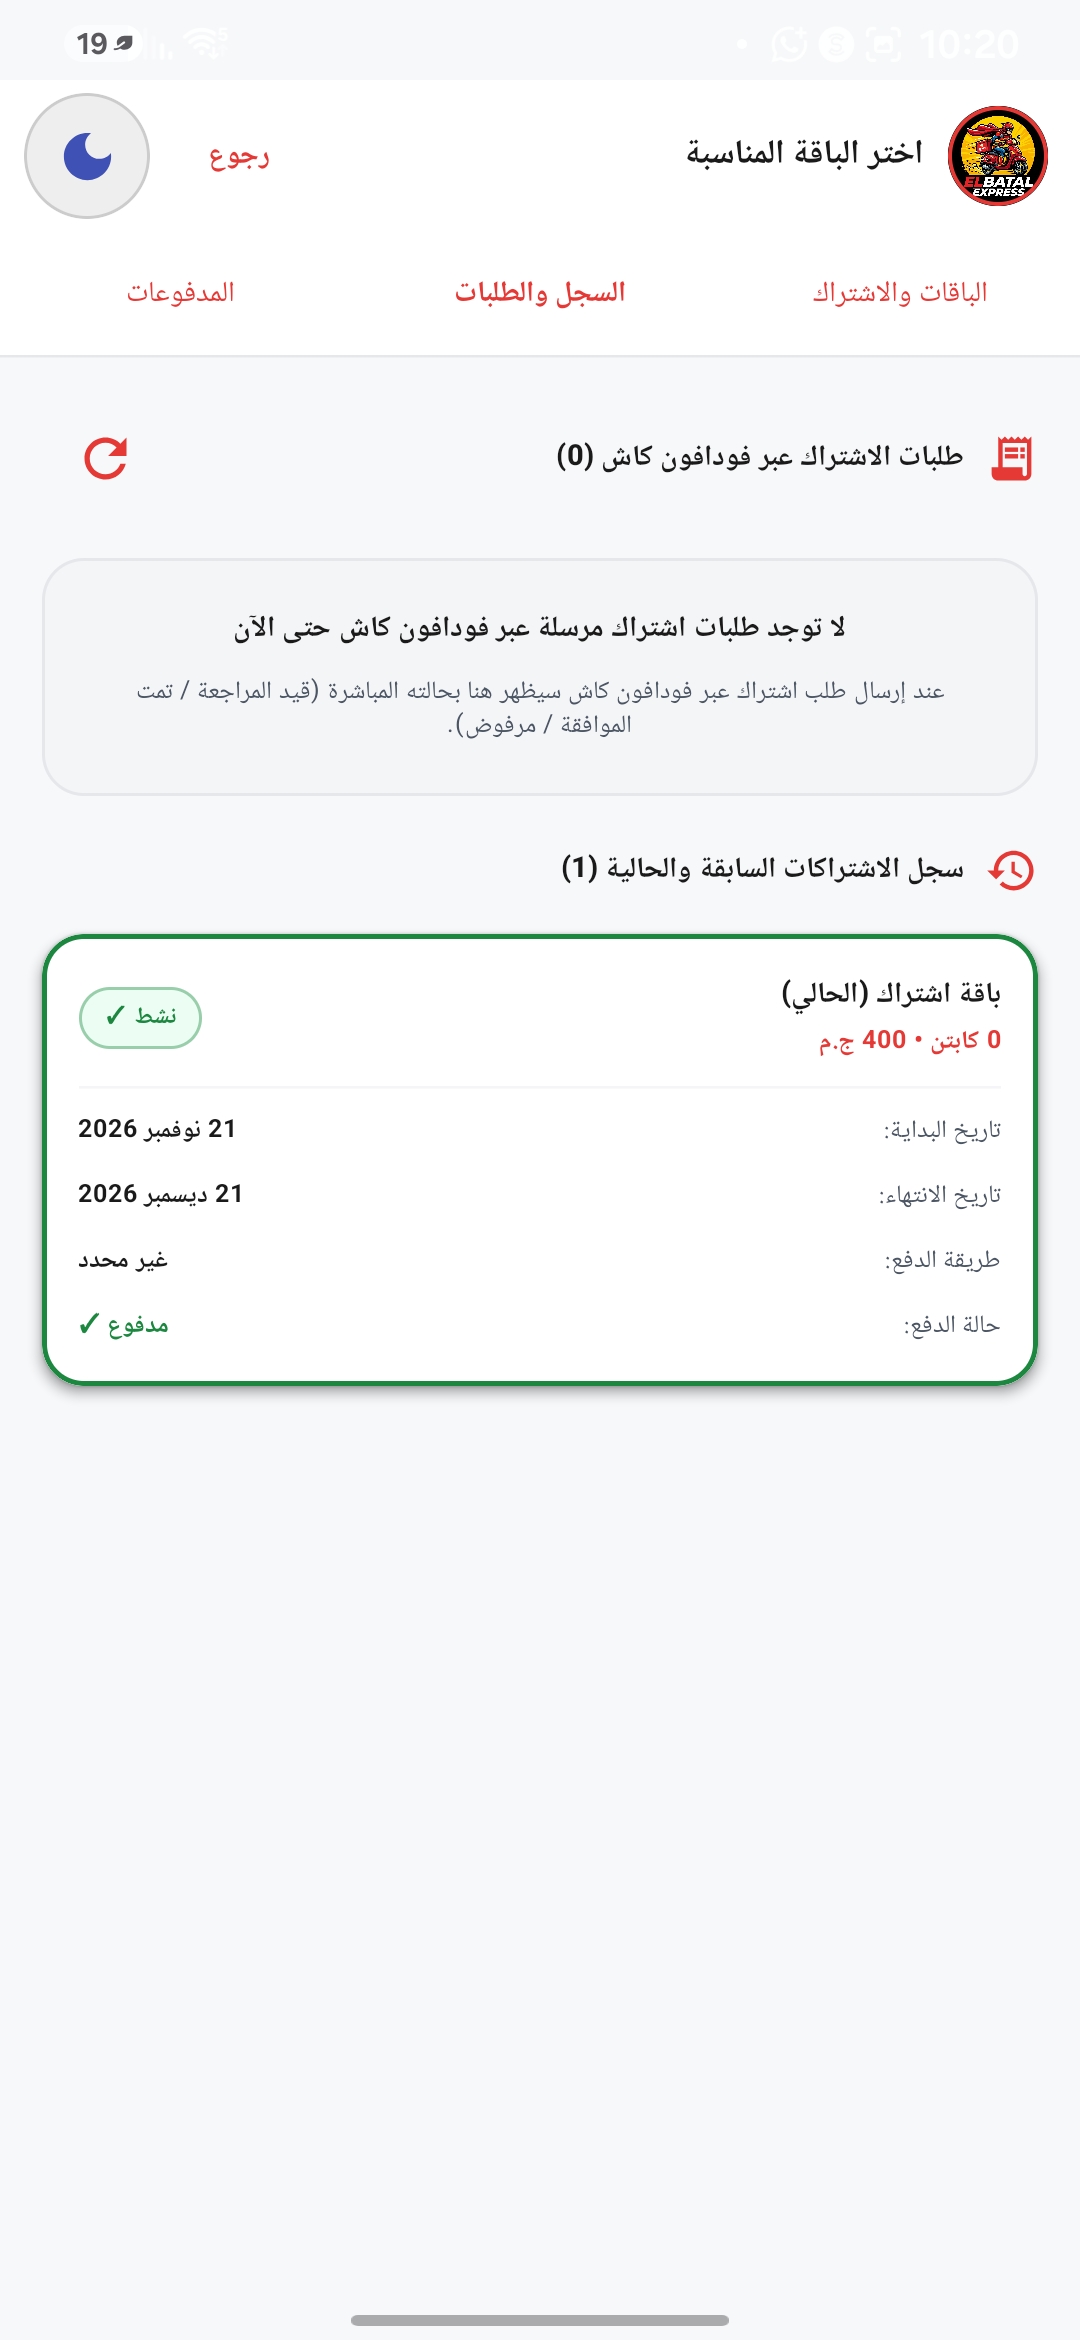 19
10:20
اختر الباقة المناسبة
رجوع
ELBATAL
EXPRESS
الباقات والاشتراك
السجل والطلبات
المدفوعات
طلبات الاشتراك عبر فودافون كاش (0)
لا توجد طلبات اشتراك مرسلة عبر فودافون كاش حتى الآن
عند إرسال طلب اشتراك عبر فودافون كاش سيظهر هنا بحالته المباشرة (قيد المراجعة / تمت
الموافقة / مرفوض).
سجل الاشتراكات السابقة والحالية (1)
باقة اشتراك (الحالي)
نشط ✓
0 كابتن • 400 ج.م
تاريخ البداية:
21 نوفمبر 2026
تاريخ الانتهاء:
21 ديسمبر 2026
طريقة الدفع:
غير محدد
حالة الدفع:
مدفوع ✓